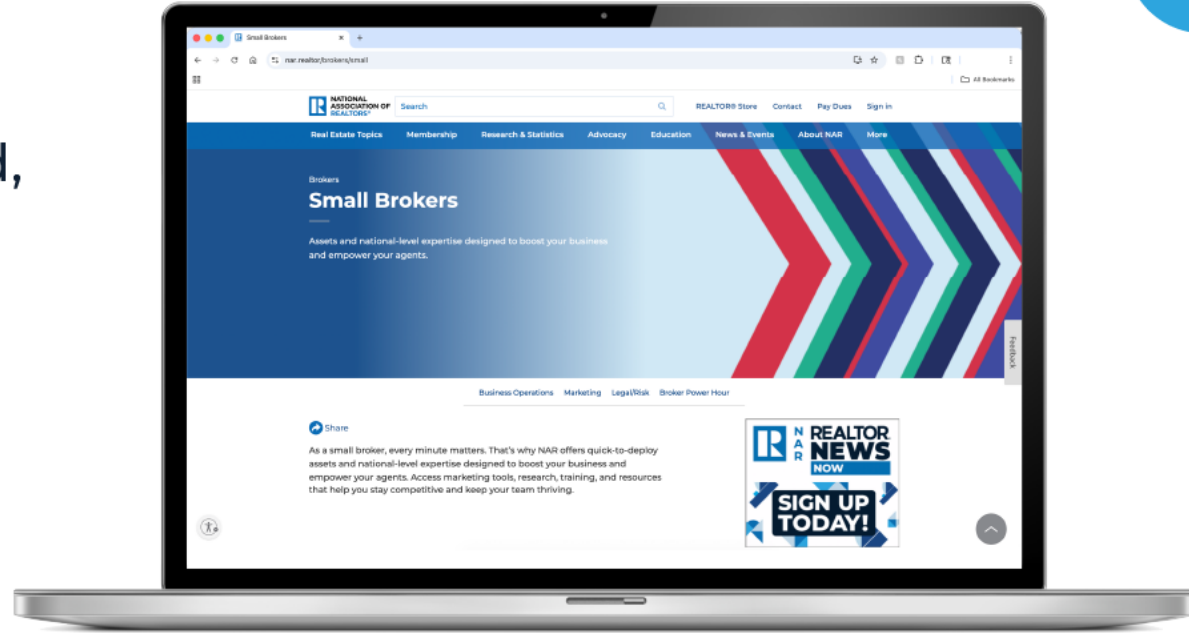 d,
Small Brokers
nar.realtor/brokers/small
All Bookmarks
NATIONAL
ASSOCIATION OF
REALTORS®
Search
REALTOR® Store Contact Pay Dues Sign in
Real Estate Topics Membership Research & Statistics Advocacy Education News & Events About NAR More
Brokers
Small Brokers
Assets and national-level expertise designed to boost your business
and empower your agents.
Feedback
Business Operations Marketing Legal/Risk Broker Power Hour
Share
As a small broker, every minute matters. That's why NAR offers quick-to-deploy
assets and national-level expertise designed to boost your business and
empower your agents. Access marketing tools, research, training, and resources
that help you stay competitive and keep your team thriving.
NAR
REALTOR
NEWS
NOW
SIGN UP
TODAY!